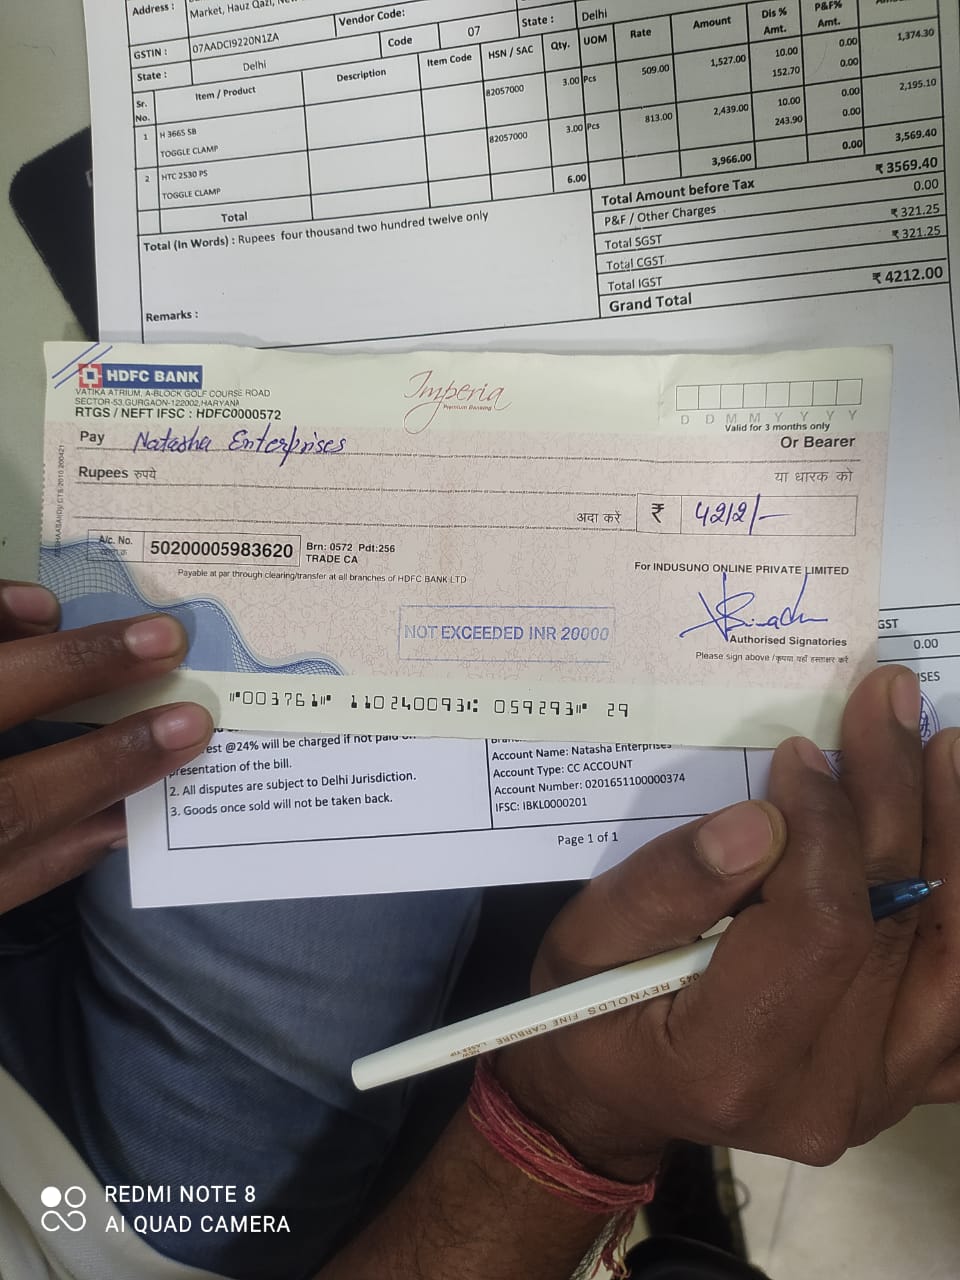 Address :
Market, Hauz Qazi,
GSTIN : 07AADCI9220N1ZA Vendor Code:
State : Delhi Code 07 State : Delhi
Sr. No. Item / Product Description Item Code HSN / SAC Qty. UOM Rate Amount Dis % Amt. P&F% Amt.
1 H 3665 SB 82057000 3.00 Pcs 509.00 1,527.00 10.00 0.00 1,374.30
TOGGLE CLAMP 152.70 0.00
2 HTC 2530 PS 82057000 3.00 Pcs 813.00 2,439.00 10.00 0.00 2,195.10
TOGGLE CLAMP 243.90 0.00
Total 6.00 3,966.00 0.00 3,569.40
Total (In Words) : Rupees four thousand two hundred twelve only
Total Amount before Tax ₹ 3569.40
P&F / Other Charges 0.00
Total SGST ₹ 321.25
Total CGST ₹ 321.25
Total IGST
Grand Total ₹ 4212.00
Remarks :
HDFC BANK
VATIKA ATRIUM, A-BLOCK GOLF COURSE ROAD
SECTOR-53,GURGAON-122002,HARYANA
RTGS / NEFT IFSC : HDFC0000572
Imperia
Premium Banking
D D M M Y Y Y Y
Valid for 3 months only
Pay Natasha Enterprises Or Bearer
Rupees रुपये या धारक को
अदा करें ₹ 4212/-
A/c. No. 50200005983620 Brn: 0572 Pdt:256
TRADE CA
Payable at par through clearing/transfer at all branches of HDFC BANK LTD
For INDUSUNO ONLINE PRIVATE LIMITED
NOT EXCEEDED INR 20000
Authorised Signatories
Please sign above / कृपया यहाँ हस्ताक्षर करें
⑈003761⑈ 110240093⑆ 059293⑈ 29
GST
0.00
ISES
est @24% will be charged if not paid
presentation of the bill.
2. All disputes are subject to Delhi Jurisdiction.
3. Goods once sold will not be taken back.
Account Name: Natasha Enterprises
Account Type: CC ACCOUNT
Account Number: 0201651100000374
IFSC: IBKL0000201
Page 1 of 1
045 REYNOLDS FINE CARBURE
REDMI NOTE 8
AI QUAD CAMERA